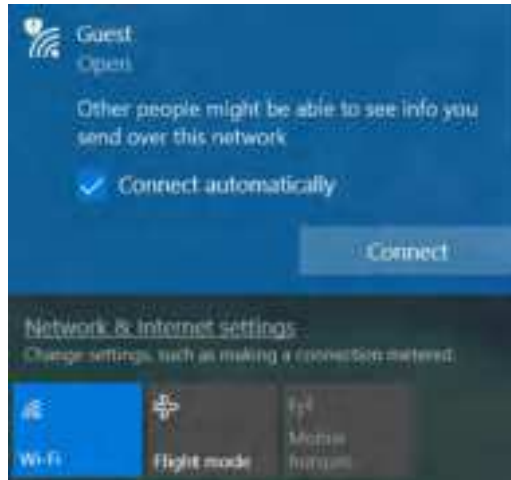 Guest
Open
Other people might be able to see info you
send over this network
Connect automatically
Connect
Network & Internet settings
Change settings, such as making a connection metered.
Wi-Fi
Flight mode
Mobile
hotspot